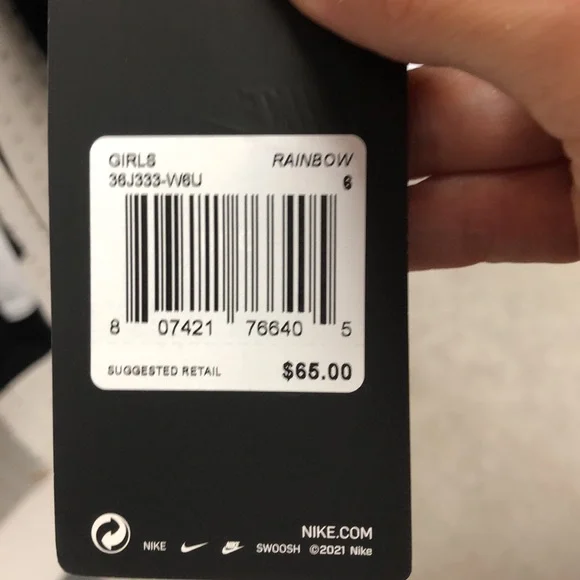 GIRLS RAINBOW
36J333-W6U 6
8 07421 76640 5
SUGGESTED RETAIL $65.00
NIKE.COM
NIKE NIKE SWOOSH ©2021 Nike